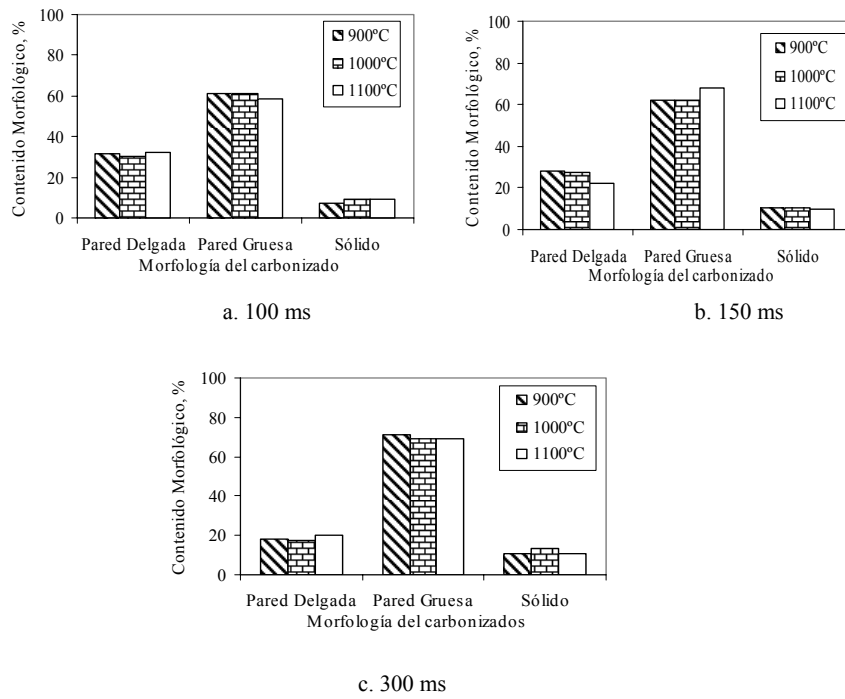 Contenido Morfológico, %
100
80
60
40
20
0
900ºC
1000ºC
1100ºC
Pared Delgada Pared Gruesa Sólido
Morfología del carbonizado
a. 100 ms
Contenido Morfológico, %
100
80
60
40
20
0
900ºC
1000ºC
1100ºC
Pared Delgada Pared Gruesa Sólido
Morfología del carbonizado
b. 150 ms
Contenido Morfológico, %
100
80
60
40
20
0
900ºC
1000ºC
1100ºC
Pared Delgada Pared Gruesa Sólido
Morfología del carbonizados
c. 300 ms